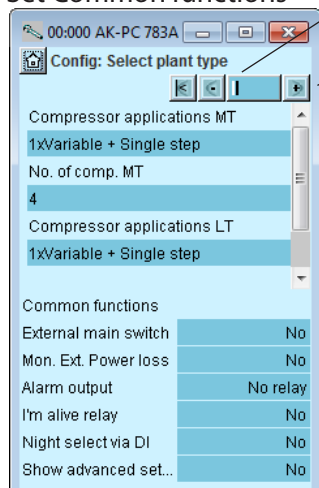 Set Common functions
00:000 AK-PC 783A
Config: Select plant type
Compressor applications MT
1xVariable + Single step
No. of comp. MT
4
Compressor applications LT
1xVariable + Single step
Common functions
External main switch No
Mon. Ext. Power loss No
Alarm output No relay
I'm alive relay No
Night select via DI No
Show advanced set... No